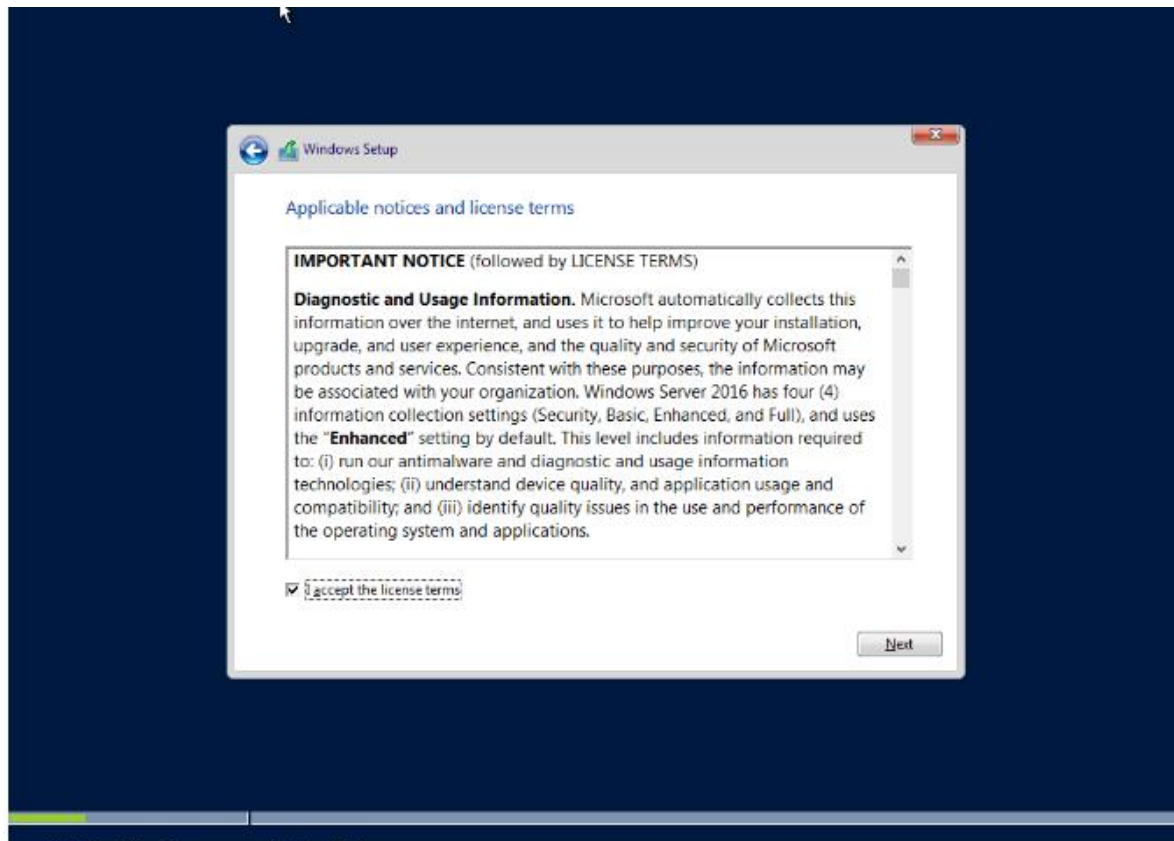 Windows Setup
Applicable notices and license terms
IMPORTANT NOTICE (followed by LICENSE TERMS)
Diagnostic and Usage Information. Microsoft automatically collects this
information over the internet, and uses it to help improve your installation,
upgrade, and user experience, and the quality and security of Microsoft
products and services. Consistent with these purposes, the information may
be associated with your organization. Windows Server 2016 has four (4)
information collection settings (Security, Basic, Enhanced, and Full), and uses
the “Enhanced” setting by default. This level includes information required
to: (i) run our antimalware and diagnostic and usage information
technologies; (ii) understand device quality, and application usage and
compatibility; and (iii) identify quality issues in the use and performance of
the operating system and applications.
I accept the license terms
Next